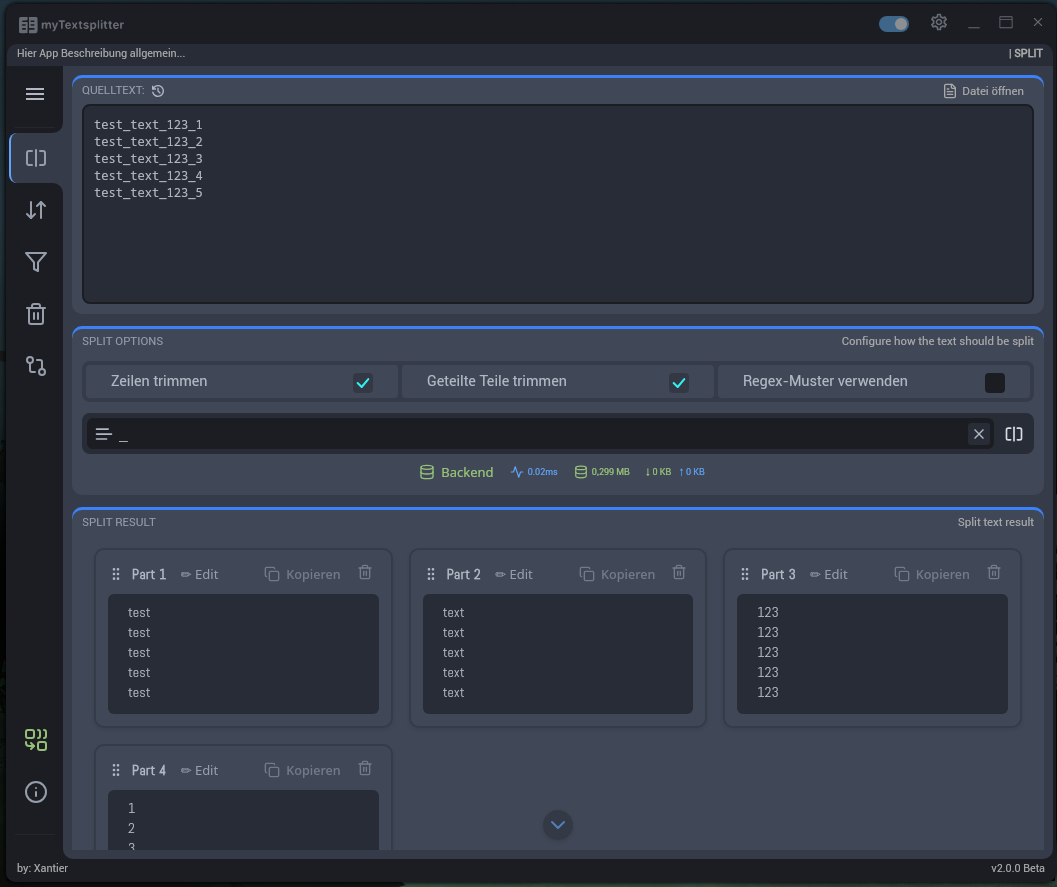 myTextsplitter
Hier App Beschreibung allgemein...
| SPLIT
QUELLTEXT:
Datei öffnen
test_text_123_1
test_text_123_2
test_text_123_3
test_text_123_4
test_text_123_5
SPLIT OPTIONS
Configure how the text should be split
Zeilen trimmen
Geteilte Teile trimmen
Regex-Muster verwenden
_
Backend
0.02ms
0,299 MB
↓0 KB
↑0 KB
SPLIT RESULT
Split text result
Part 1
Edit
Kopieren
test
test
test
test
test
Part 2
Edit
Kopieren
text
text
text
text
text
Part 3
Edit
Kopieren
123
123
123
123
123
Part 4
Edit
Kopieren
1
2
3
by: Xantier
v2.0.0 Beta